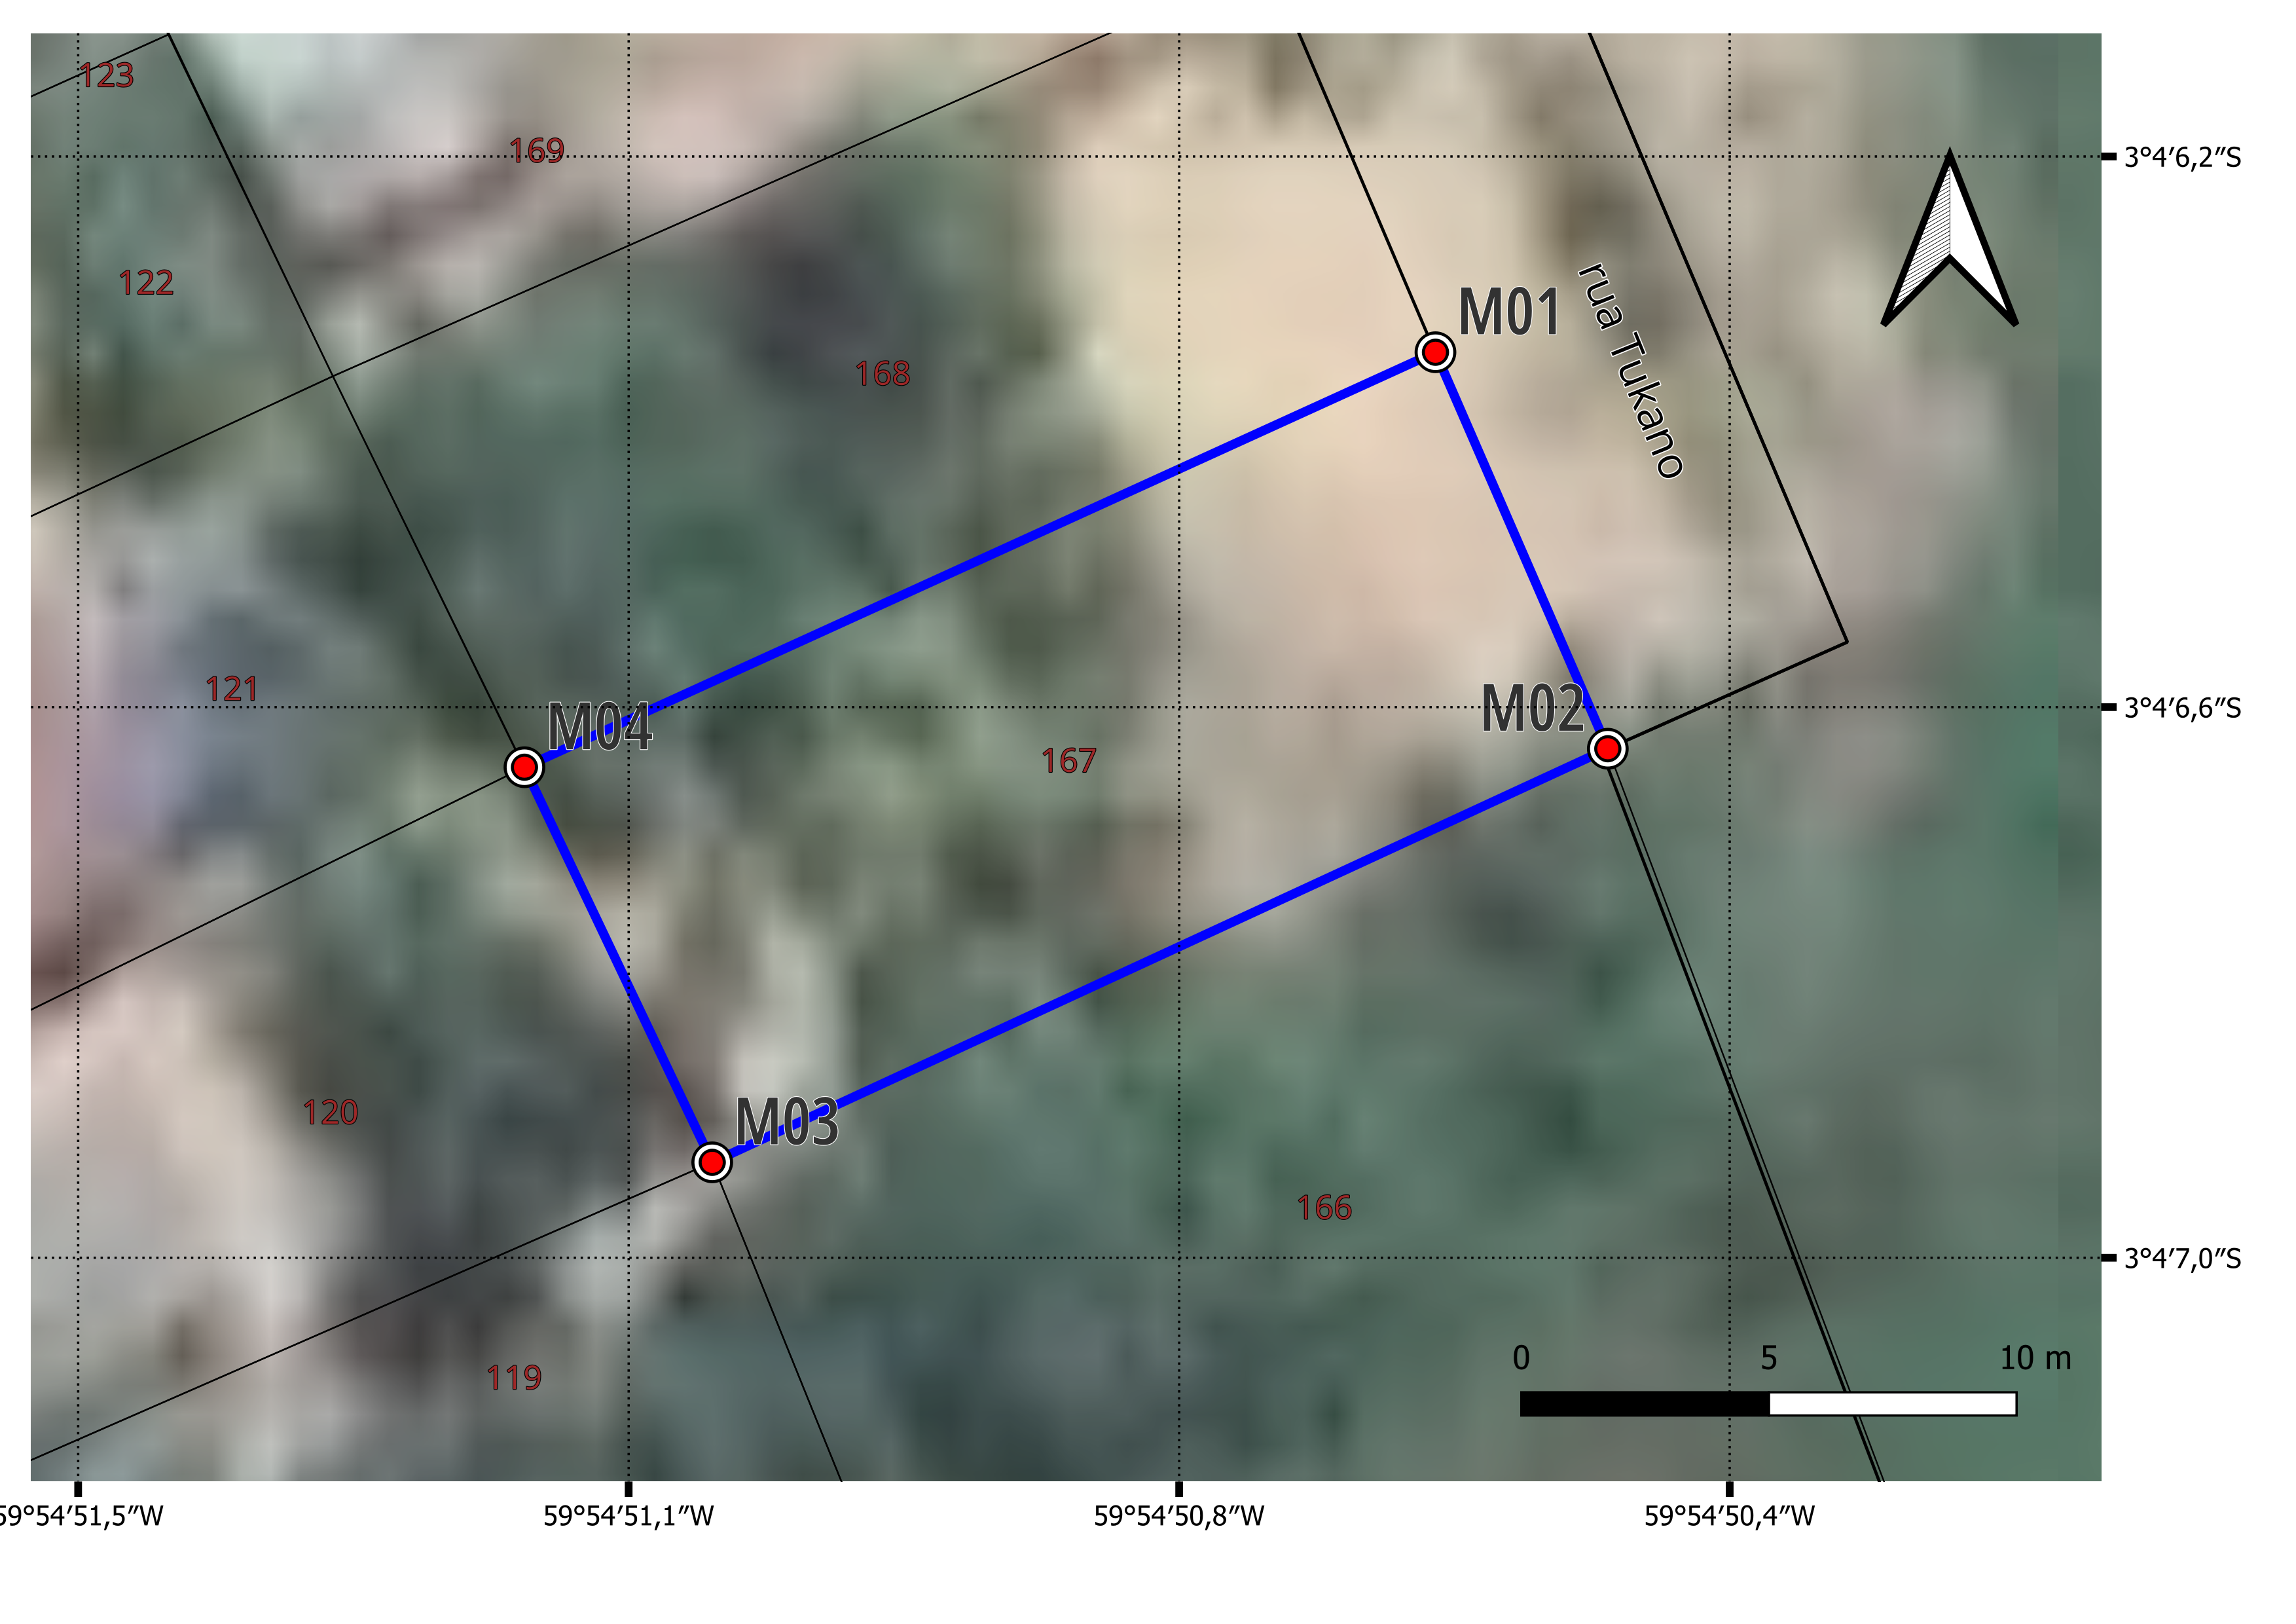 123
169
3°4′6,2″S
122
M01
rua Tukano
168
121
M04
M02
3°4′6,6″S
167
120
M03
166
3°4′7,0″S
119
0 5 10 m
59°54′51,5″W 59°54′51,1″W 59°54′50,8″W 59°54′50,4″W